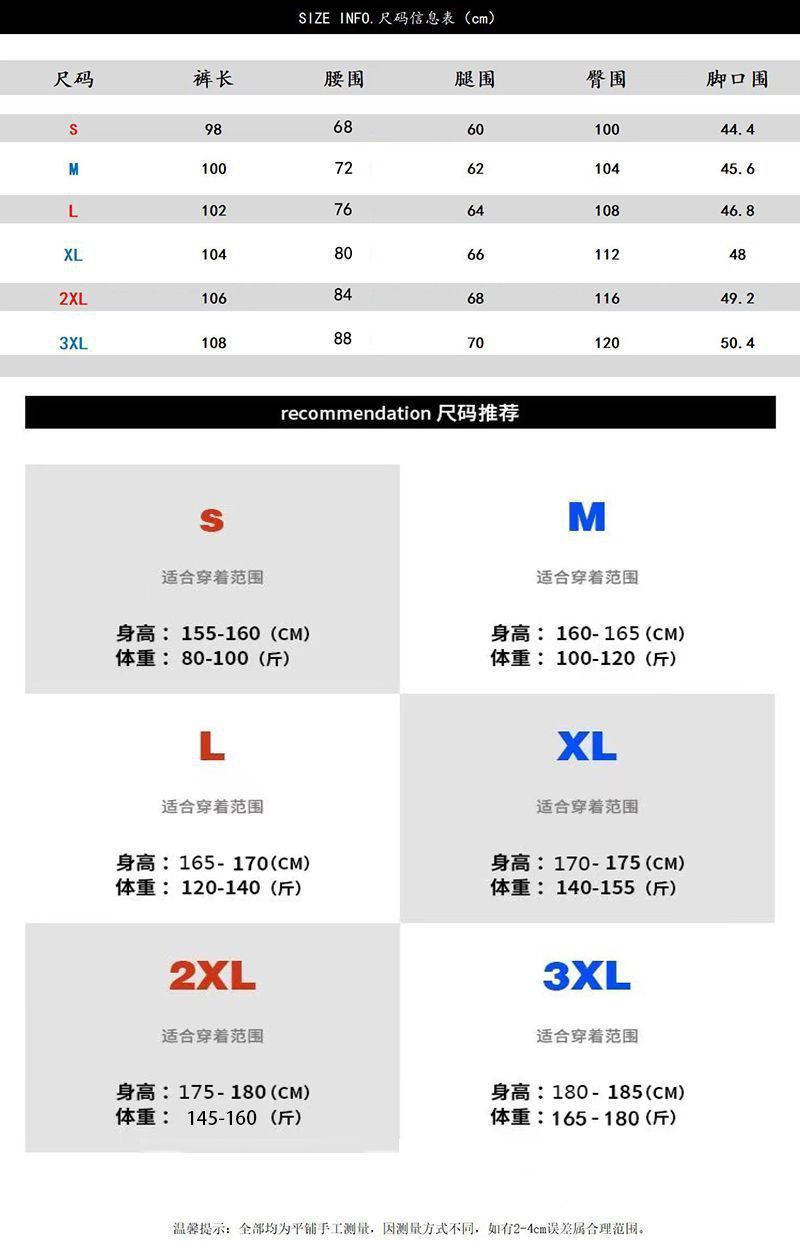 SIZE INFO.尺码信息表（cm）
尺码 裤长 腰围 腿围 臀围 脚口围
S 98 68 60 100 44.4
M 100 72 62 104 45.6
L 102 76 64 108 46.8
XL 104 80 66 112 48
2XL 106 84 68 116 49.2
3XL 108 88 70 120 50.4
recommendation 尺码推荐
S
适合穿着范围
身高：155-160（CM）
体重：80-100（斤）
M
适合穿着范围
身高：160-165（CM）
体重：100-120（斤）
L
适合穿着范围
身高：165-170(CM)
体重：120-140（斤）
XL
适合穿着范围
身高：170-175(CM)
体重：140-155（斤）
2XL
适合穿着范围
身高：175-180(CM)
体重：145-160（斤）
3XL
适合穿着范围
身高：180-185(CM)
体重：165-180(斤)
温馨提示：全部均为平铺手工测量，因测量方式不同，如有2-4cm误差属合理范围。